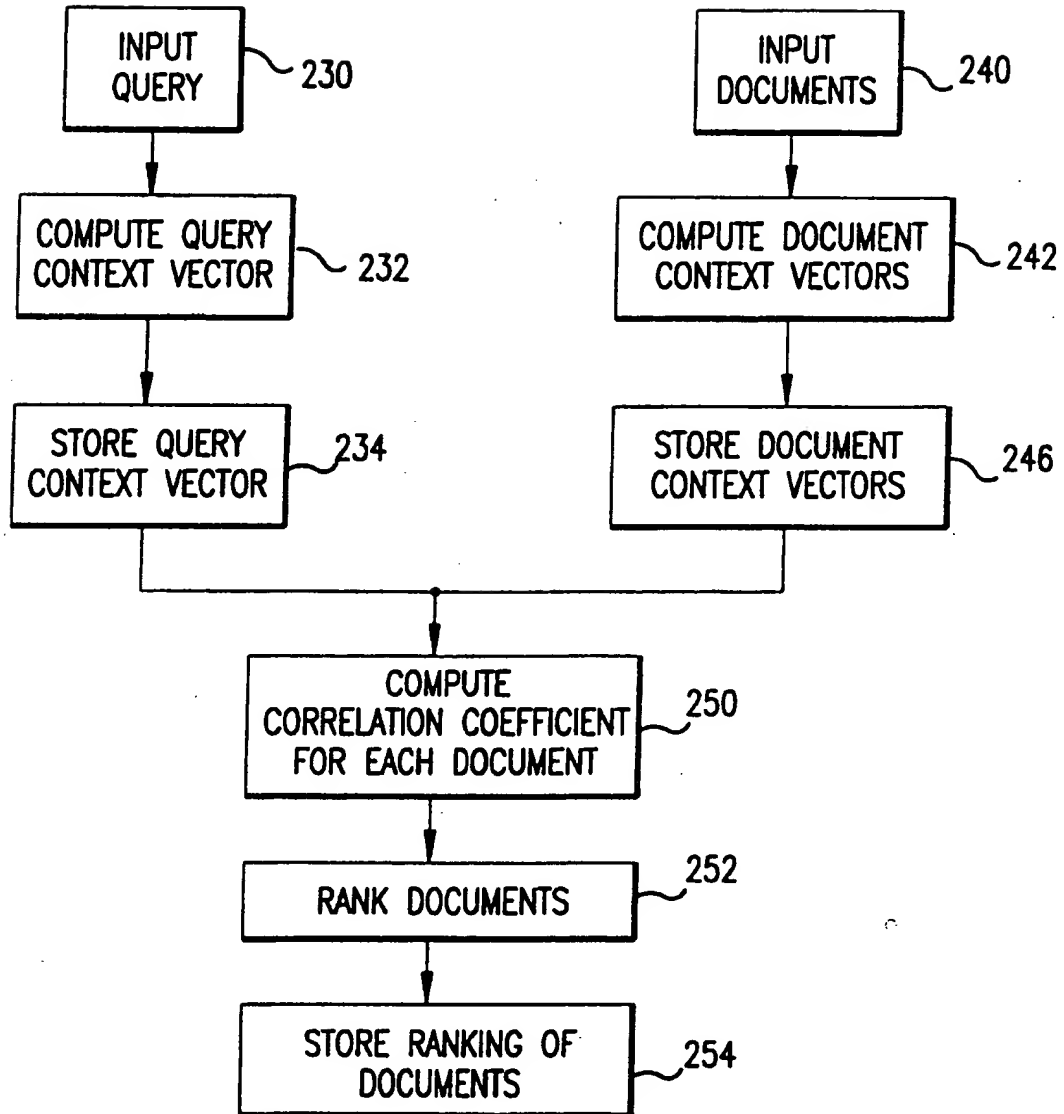 INPUT
QUERY
230
COMPUTE QUERY
CONTEXT VECTOR
232
STORE QUERY
CONTEXT VECTOR
234
INPUT
DOCUMENTS
240
COMPUTE DOCUMENT
CONTEXT VECTORS
242
STORE DOCUMENT
CONTEXT VECTORS
246
COMPUTE
CORRELATION COEFFICIENT
FOR EACH DOCUMENT
250
RANK DOCUMENTS
252
STORE RANKING OF
DOCUMENTS
254